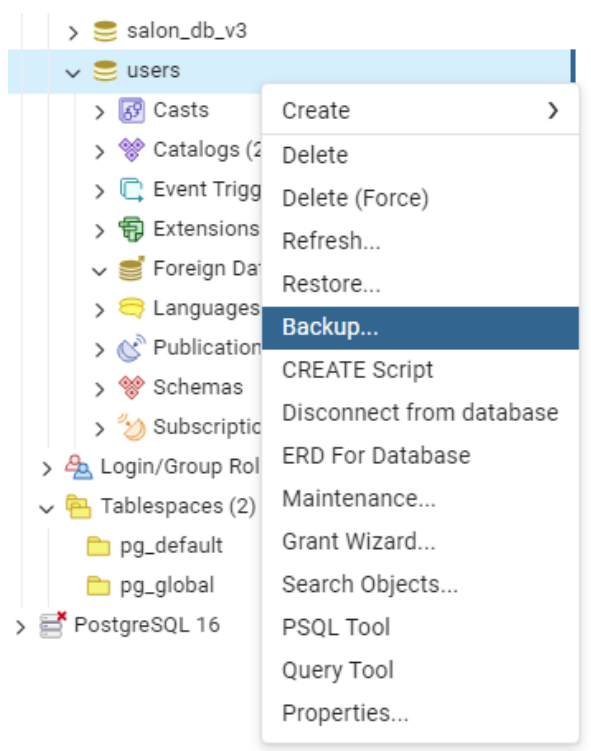 salon_db_v3
users
Casts
Catalogs (2
Event Trigg
Extensions
Foreign Da
Languages
Publication
Schemas
Subscriptic
Login/Group Rol
Tablespaces (2)
pg_default
pg_global
PostgreSQL 16
Create
Delete
Delete (Force)
Refresh...
Restore...
Backup...
CREATE Script
Disconnect from database
ERD For Database
Maintenance...
Grant Wizard...
Search Objects...
PSQL Tool
Query Tool
Properties...